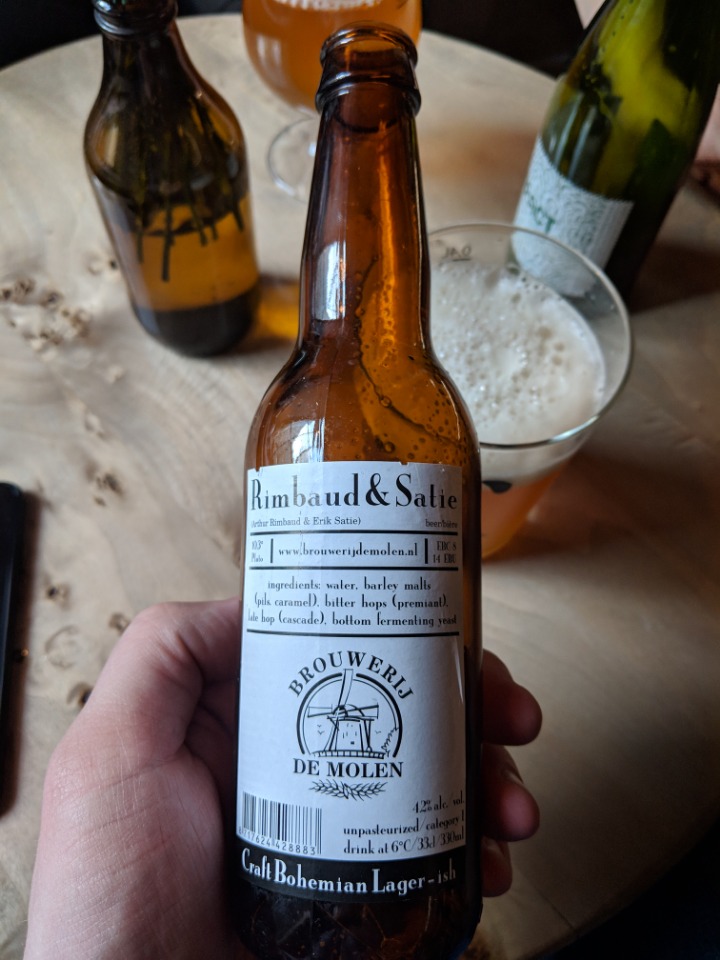 Rimbaud & Satie
Arthur Rimbaud & Erik Satie) beer/bière
10.3° Plato www.brouwerijdemolen.nl EBC 8
14 EBU
ingredients: water, barley malts
(pils, caramel), bitter hops (premiant),
late hop (cascade), bottom fermenting yeast
BROUWERIJ
DE MOLEN
4.2% alc./vol.
unpasteurized/category 1
drink at 6°C/33cl/330ml
717624 428883
Craft Bohemian Lager-ish